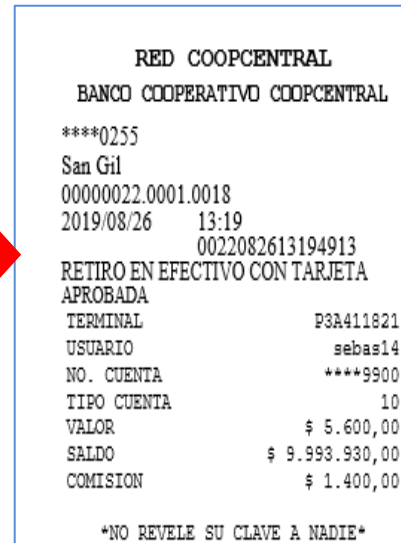 RED COOPCENTRAL
BANCO COOPERATIVO COOPCENTRAL
****0255
San Gil
00000022.0001.0018
2019/08/26 13:19
0022082613194913
RETIRO EN EFECTIVO CON TARJETA
APROBADA
TERMINAL P3A411821
USUARIO sebas14
NO. CUENTA ****9900
TIPO CUENTA 10
VALOR $ 5.600,00
SALDO $ 9.993.930,00
COMISION $ 1.400,00
*NO REVELE SU CLAVE A NADIE*